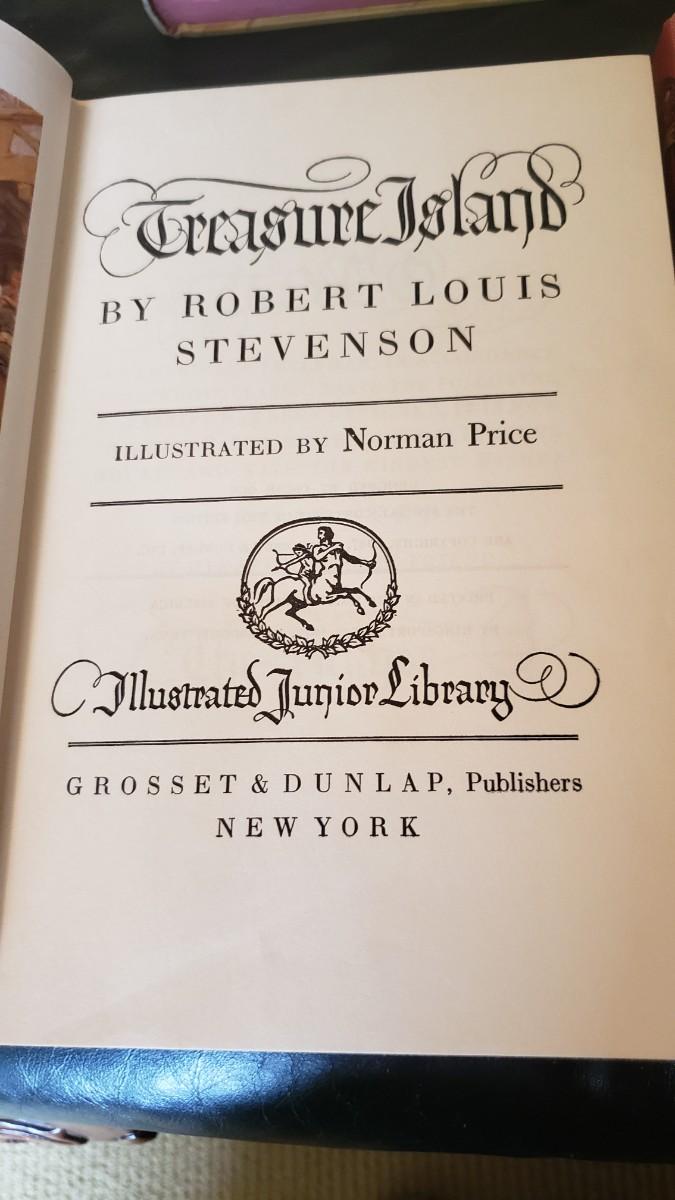 Treasure Island
BY ROBERT LOUIS
STEVENSON
ILLUSTRATED BY Norman Price
Illustrated Junior Library
GROSSET & DUNLAP, Publishers
NEW YORK